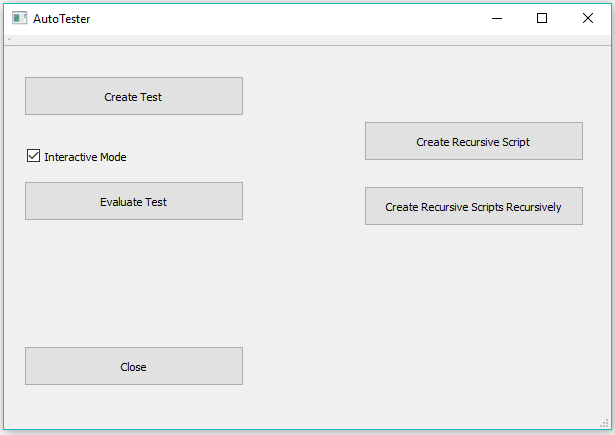 AutoTester
Create Test
Interactive Mode
Evaluate Test
Create Recursive Script
Create Recursive Scripts Recursively
Close